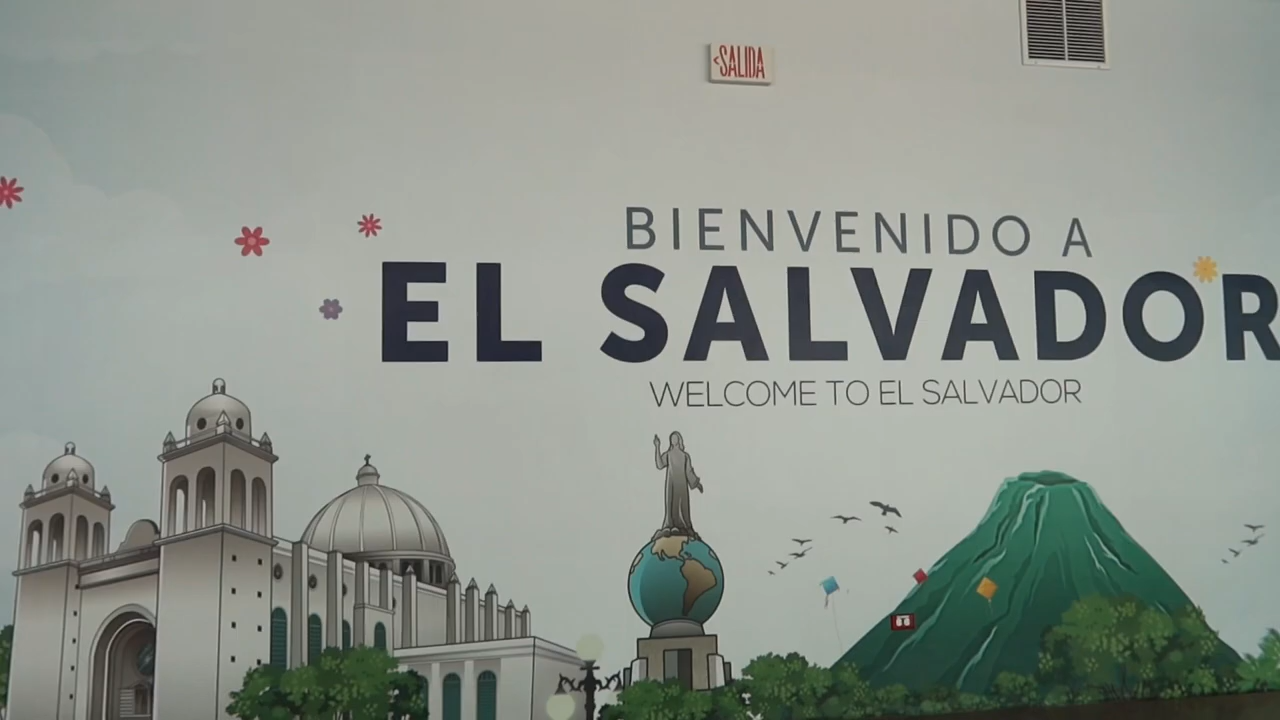 <SALIDA
BIENVENIDO A
EL SALVADOR
WELCOME TO EL SALVADOR